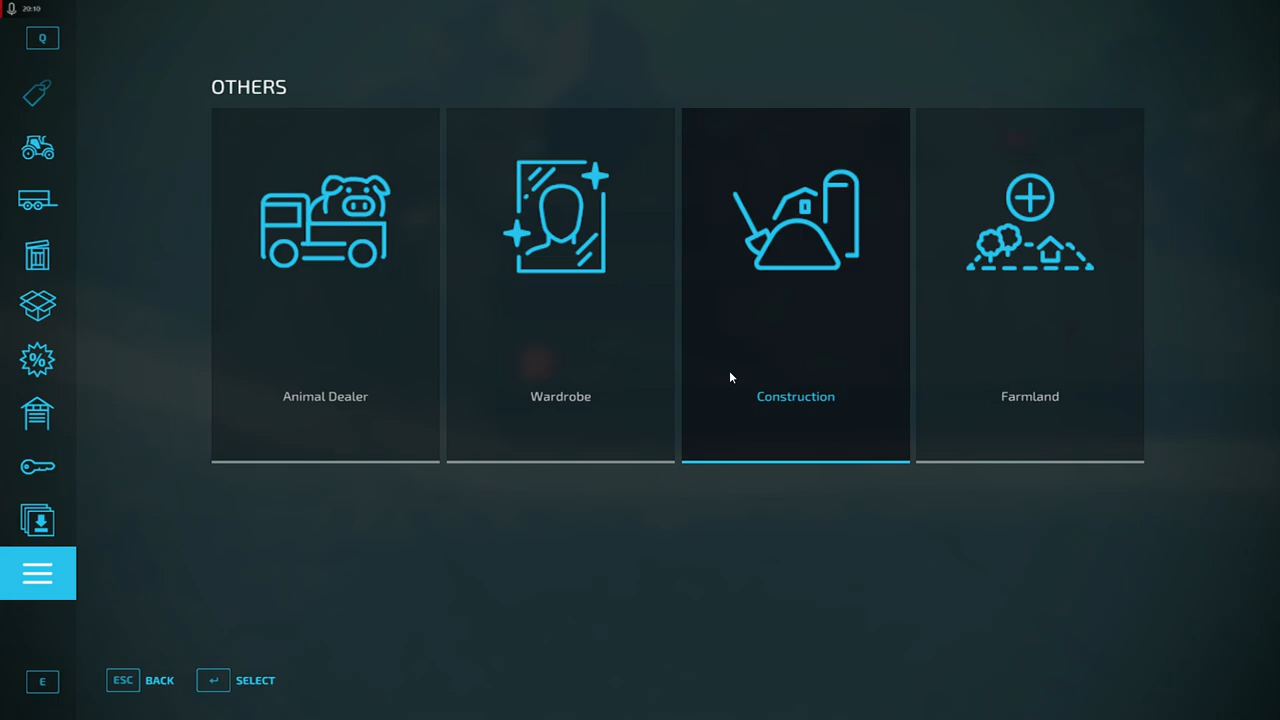 20:10
Q
OTHERS
%
Animal Dealer
Wardrobe
Construction
Farmland
E
ESC BACK
↵ SELECT